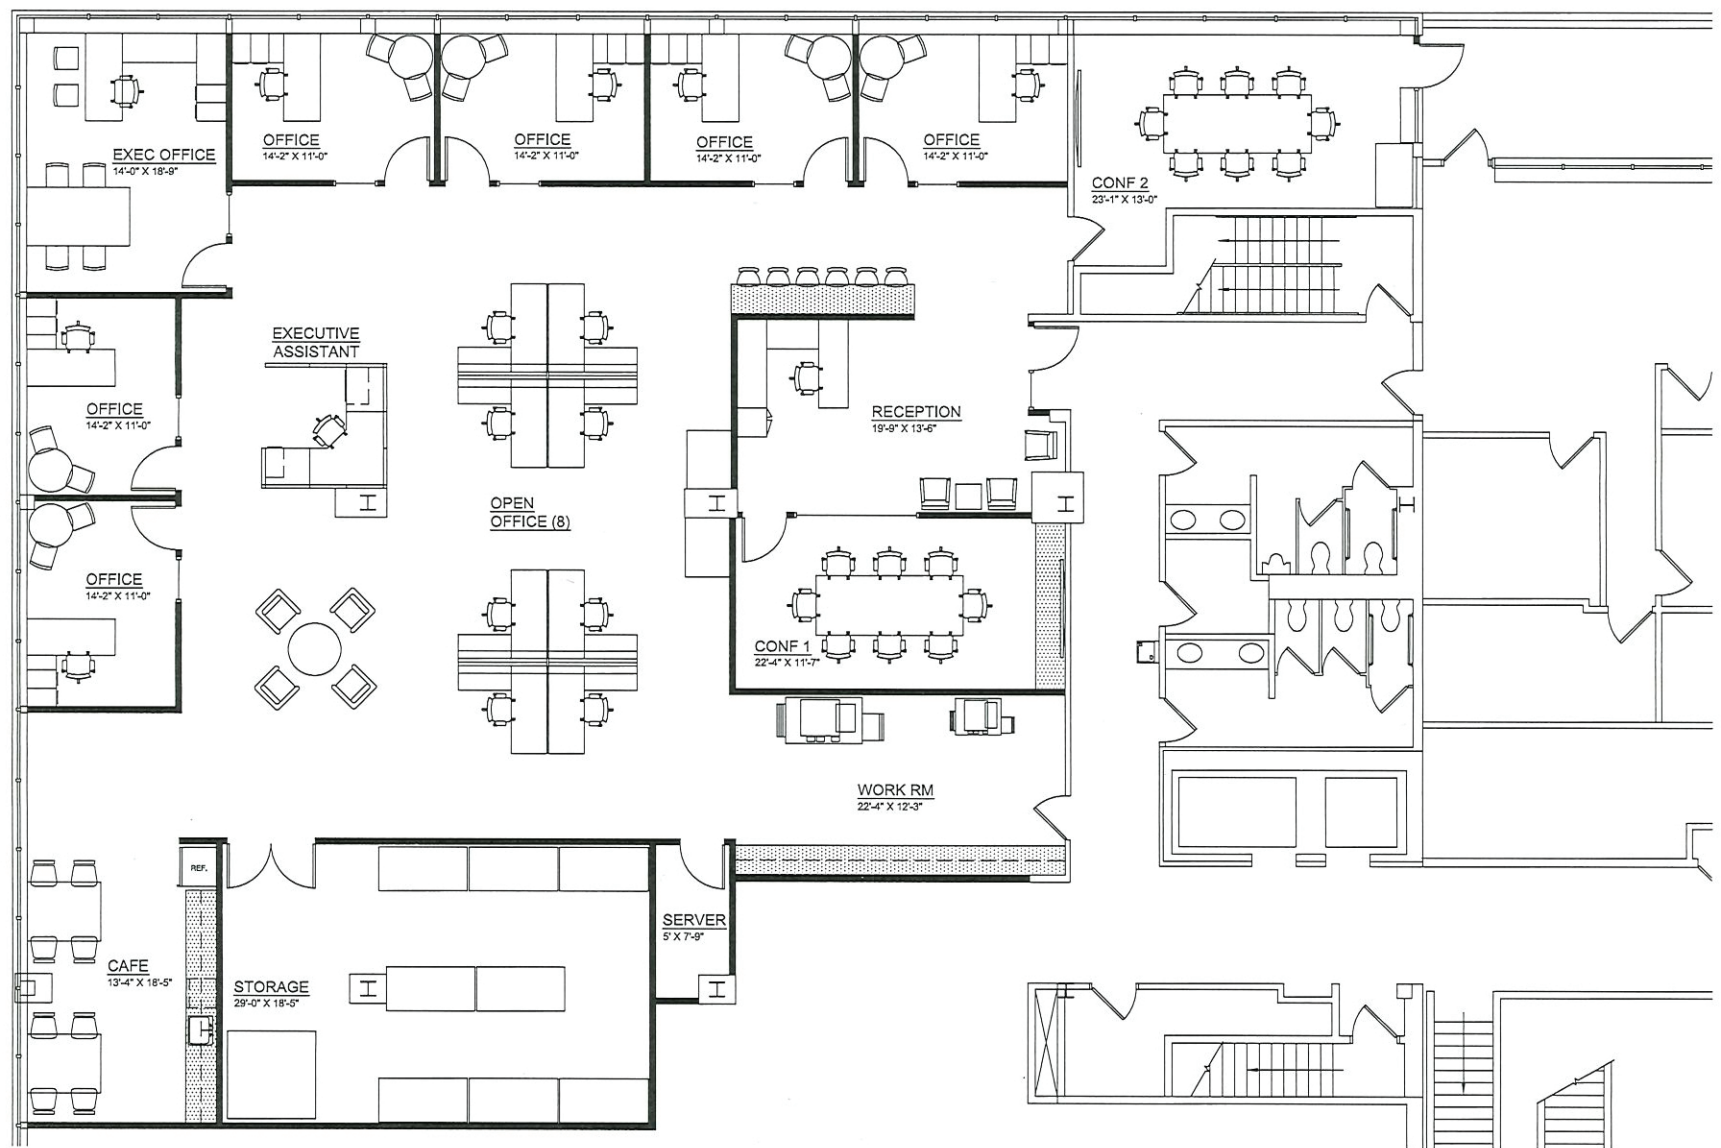 EXEC OFFICE
14'-0" X 18'-9"
OFFICE
14'-2" X 11'-0"
OFFICE
14'-2" X 11'-0"
OFFICE
14'-2" X 11'-0"
OFFICE
14'-2" X 11'-0"
CONF 2
23'-1" X 13'-0"
EXECUTIVE
ASSISTANT
OFFICE
14'-2" X 11'-0"
RECEPTION
19'-9" X 13'-6"
OPEN
OFFICE (8)
OFFICE
14'-2" X 11'-0"
CONF 1
22'-4" X 11'-7"
WORK RM
22'-4" X 12'-3"
REF.
SERVER
5' X 7'-9"
CAFE
13'-4" X 18'-5"
STORAGE
29'-0" X 18'-5"